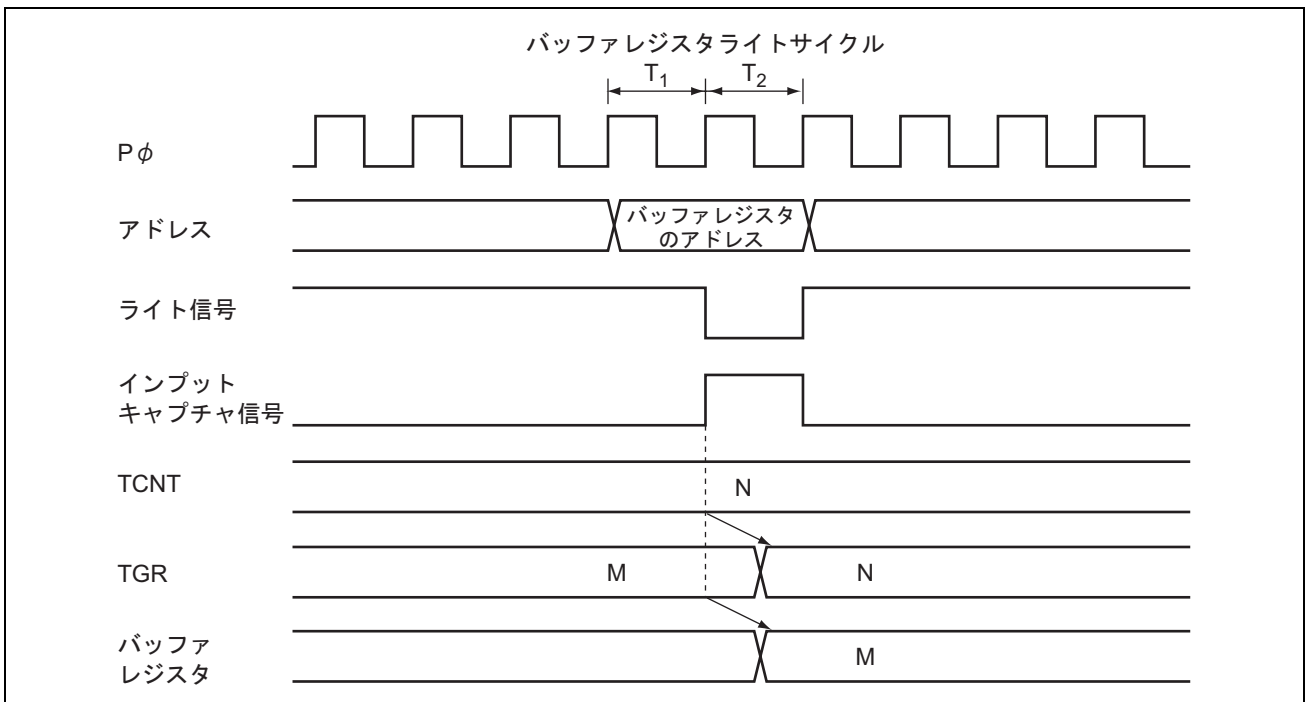 バッファレジスタライトサイクル
T1 T2
Pφ
アドレス
バッファレジスタ
のアドレス
ライト信号
インプット
キャプチャ信号
TCNT
N
TGR
M N
バッファ
レジスタ
M